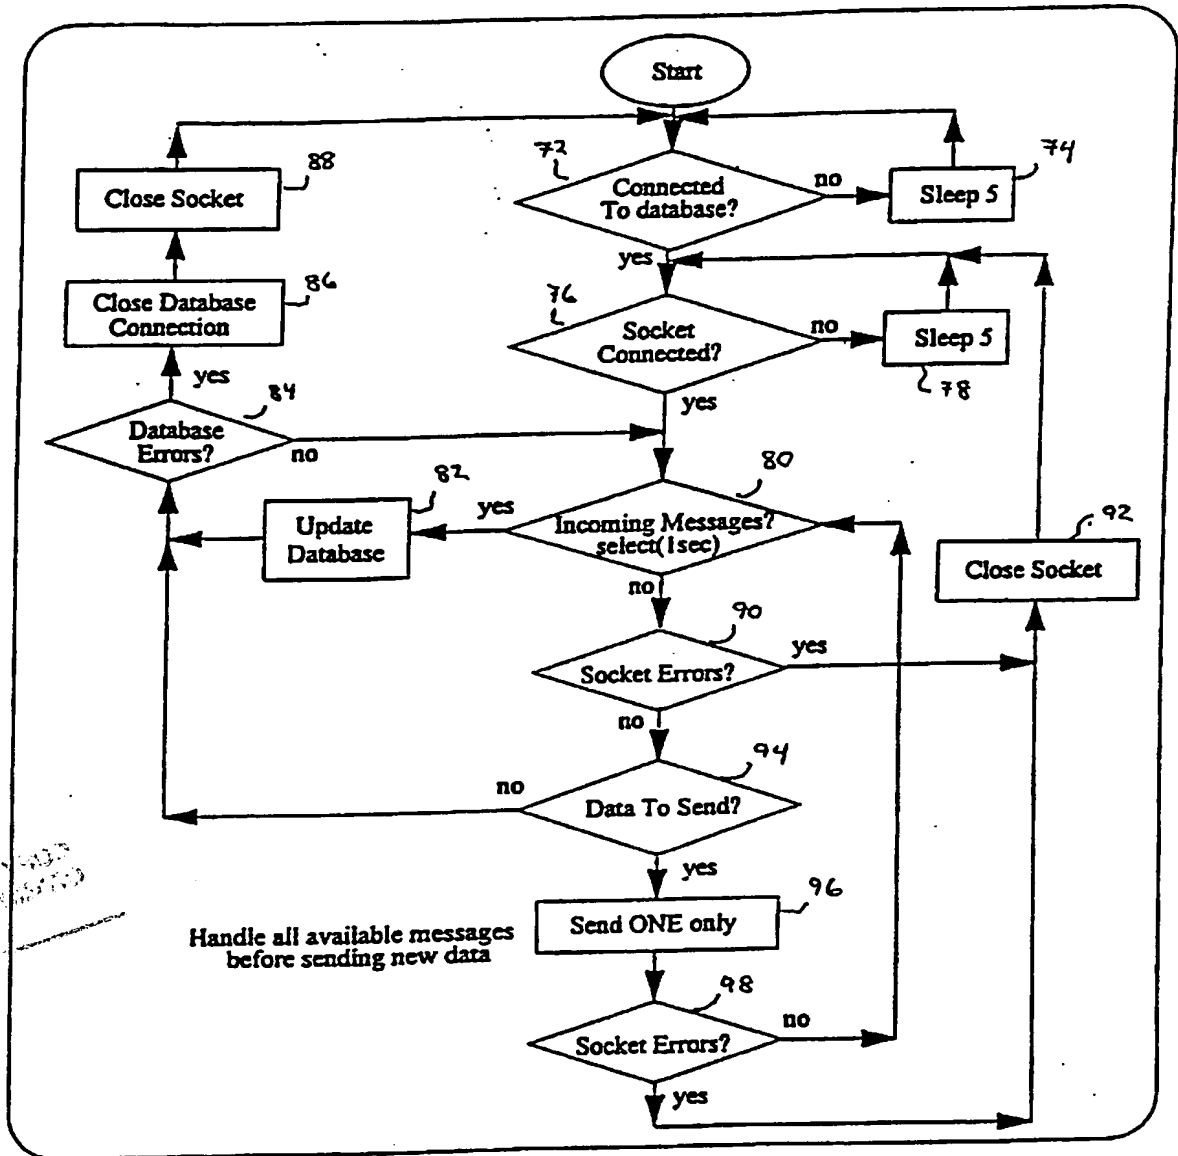 Start
72
Connected
To database?
no
74
Sleep 5
88
Close Socket
yes
86
Close Database
Connection
76
Socket
Connected?
no
Sleep 5
78
yes
yes
84
Database
Errors?
no
82
Update
Database
yes
80
Incoming Messages?
select(1sec)
no
92
Close Socket
90
Socket Errors?
yes
no
94
Data To Send?
no
yes
96
Send ONE only
Handle all available messages
before sending new data
98
Socket Errors?
no
yes